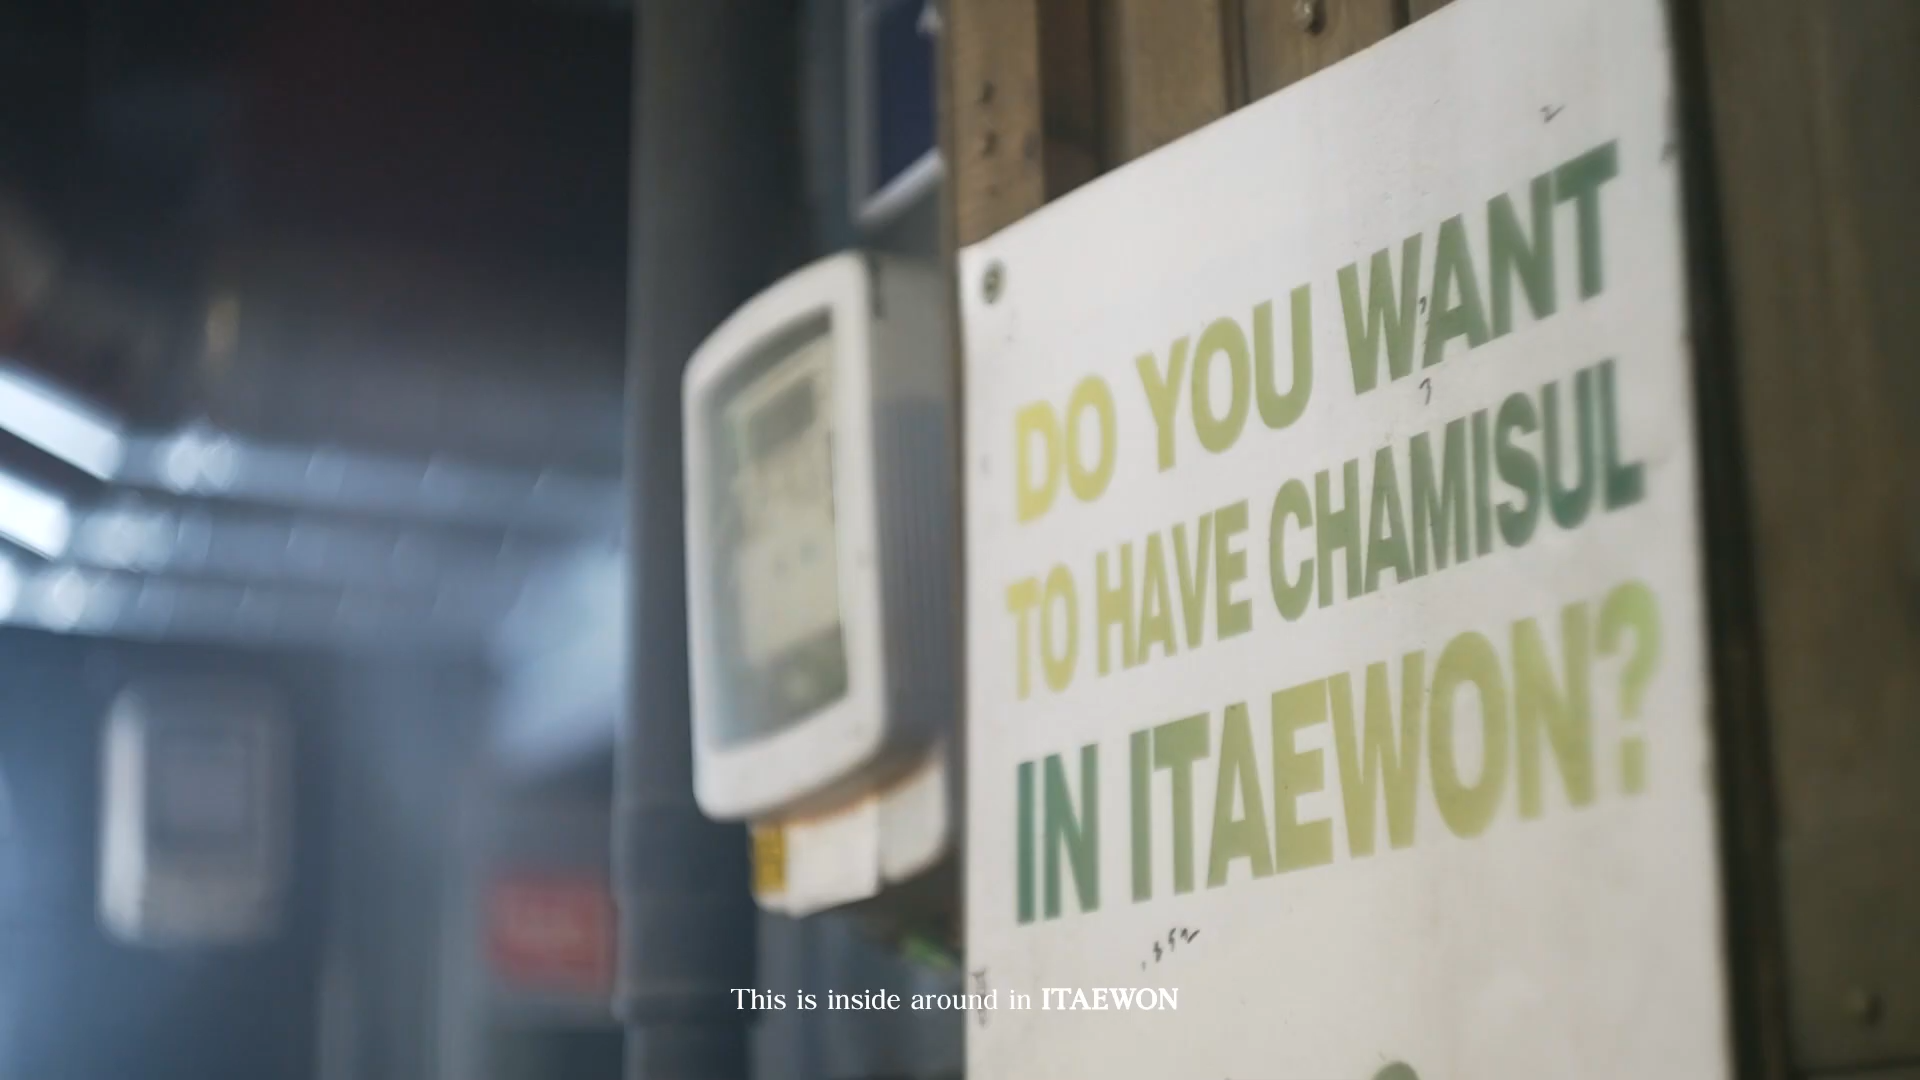 DO YOU WANT
TO HAVE CHAMISUL
IN ITAEWON?
This is inside around in ITAEWON